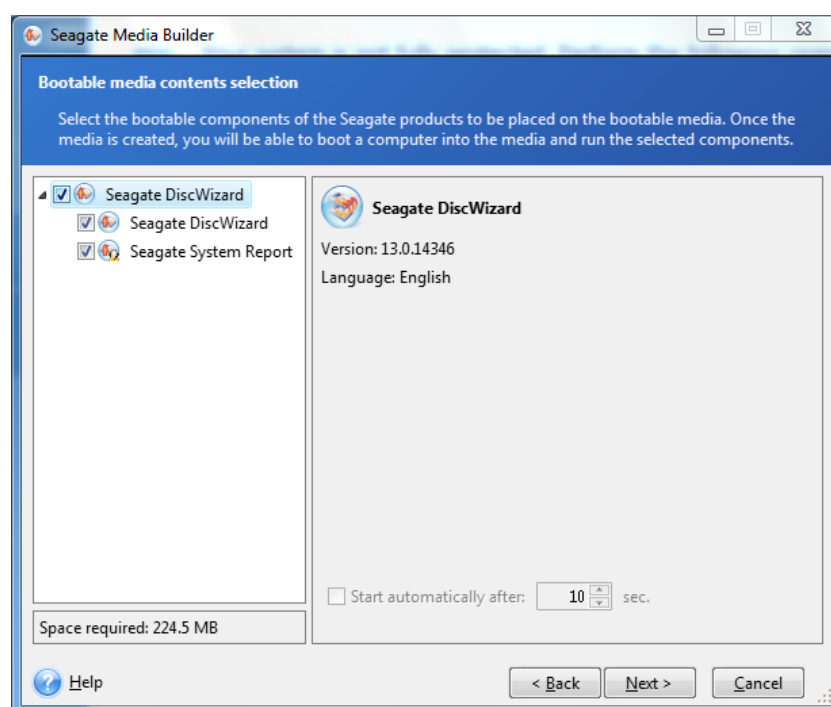 Seagate Media Builder
Bootable media contents selection
Select the bootable components of the Seagate products to be placed on the bootable media. Once the
media is created, you will be able to boot a computer into the media and run the selected components.
Seagate DiscWizard
Seagate DiscWizard
Seagate System Report
Seagate DiscWizard
Version: 13.0.14346
Language: English
Start automatically after: 10 sec.
Space required: 224.5 MB
Help
< Back
Next >
Cancel